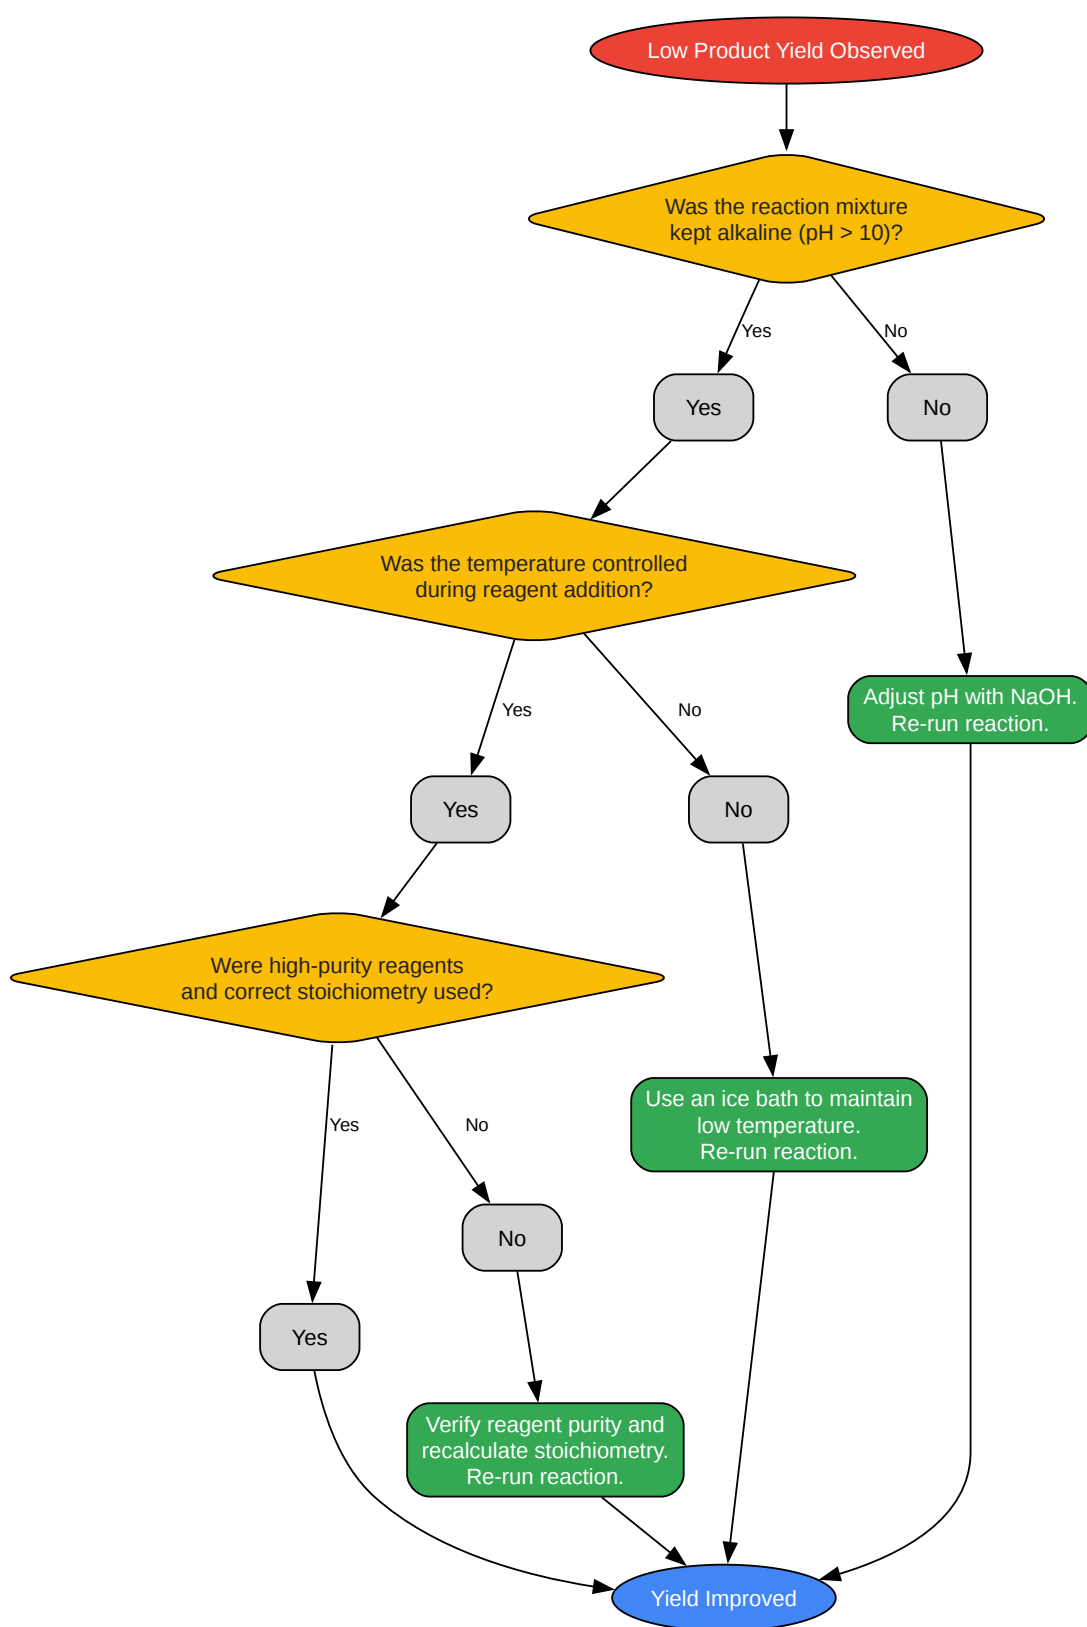 Low Product Yield Observed
Was the reaction mixture
kept alkaline (pH > 10)?
Yes
No
Yes
No
Was the temperature controlled
during reagent addition?
Adjust pH with NaOH.
Re-run reaction.
Yes
No
Yes
No
Were high-purity reagents
and correct stoichiometry used?
Use an ice bath to maintain
low temperature.
Re-run reaction.
Yes
No
No
Yes
Verify reagent purity and
recalculate stoichiometry.
Re-run reaction.
Yield Improved